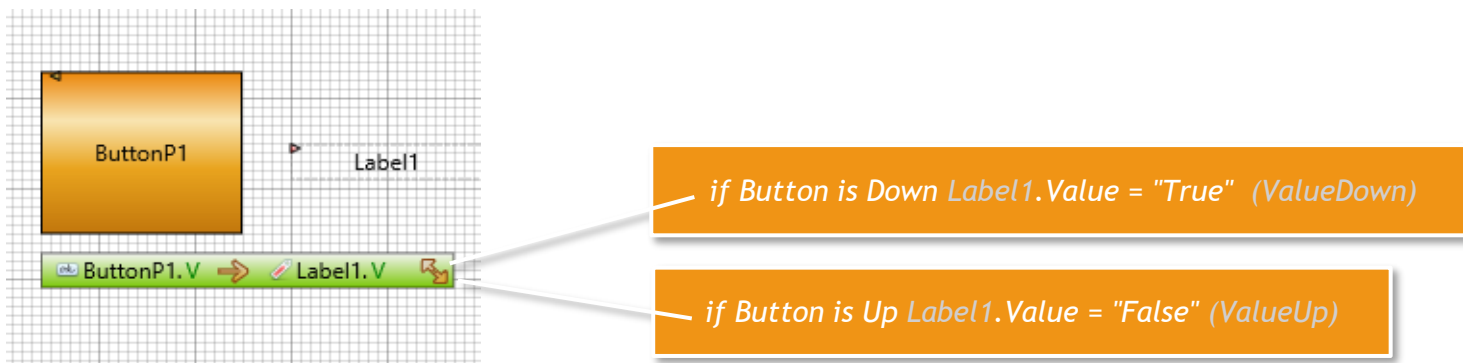 ButtonP1
Label1
if Button is Down Label1.Value = "True" (ValueDown)
ButtonP1.V Label1.V
if Button is Up Label1.Value = "False" (ValueUp)